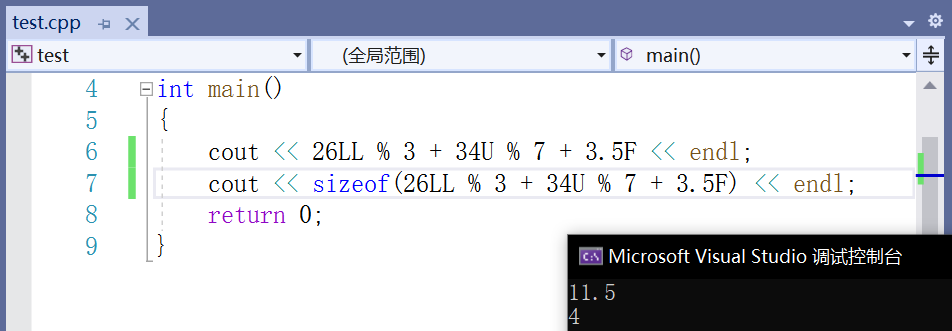 test.cpp
test (全局范围) main()
4 int main()
5 {
6 cout << 26LL % 3 + 34U % 7 + 3.5F << endl;
7 cout << sizeof(26LL % 3 + 34U % 7 + 3.5F) << endl;
8 return 0;
9 }
C:\ Microsoft Visual Studio 调试控制台
11.5
4